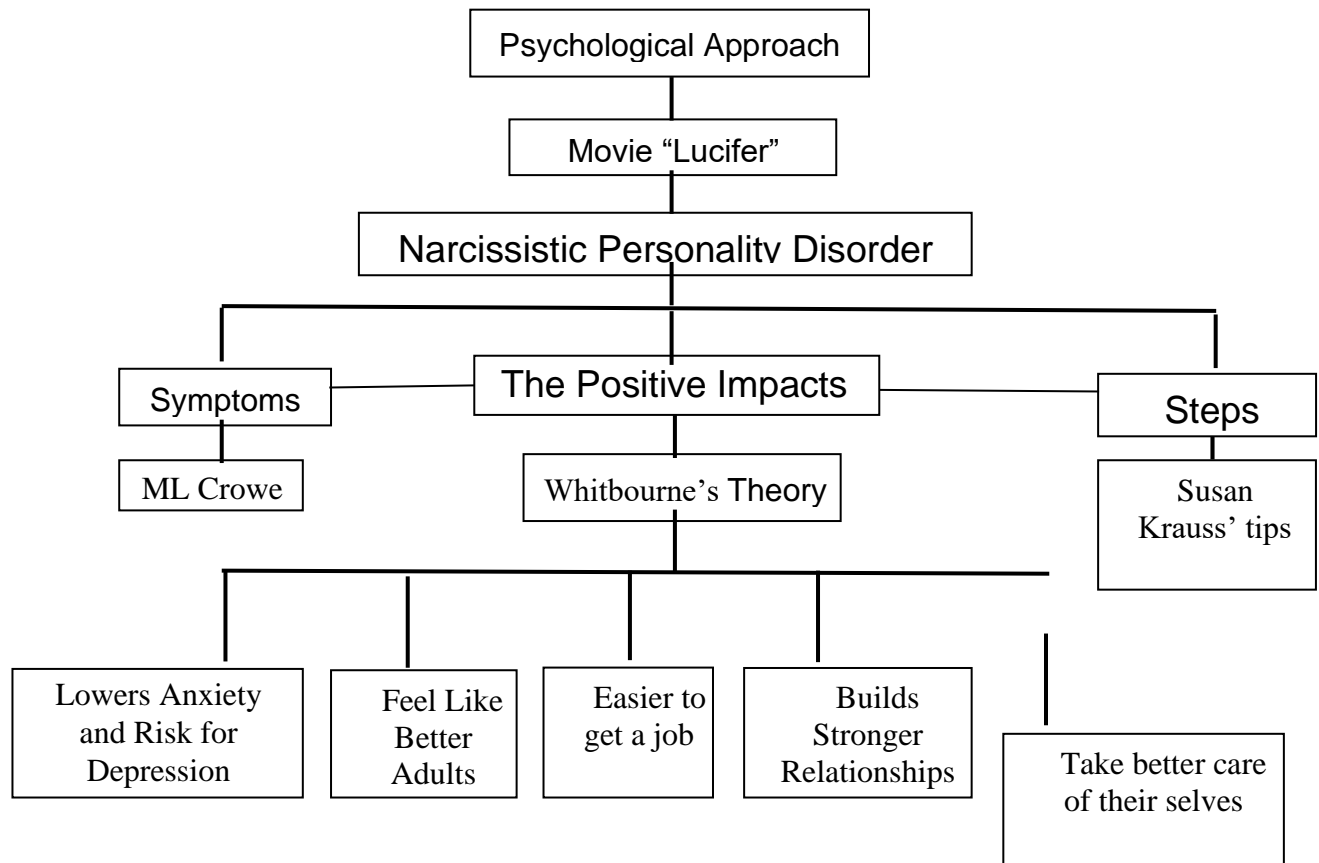 Psychological Approach
Movie “Lucifer”
Narcissistic Personality Disorder
Symptoms
The Positive Impacts
Steps
ML Crowe
Whitbourne’s Theory
Susan
Krauss’ tips
Lowers Anxiety
and Risk for
Depression
Feel Like
Better
Adults
Easier to
get a job
Builds
Stronger
Relationships
Take better care
of their selves